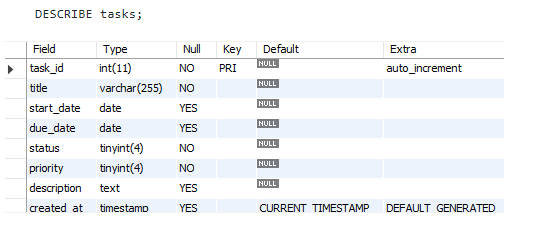 DESCRIBE tasks;
Field Type Null Key Default Extra
task_id int(11) NO PRI NULL auto_increment
title varchar(255) NO NULL
start_date date YES NULL
due_date date YES NULL
status tinyint(4) NO NULL
priority tinyint(4) NO NULL
description text YES NULL
created_at timestamp YES CURRENT_TIMESTAMP DEFAULT_GENERATED